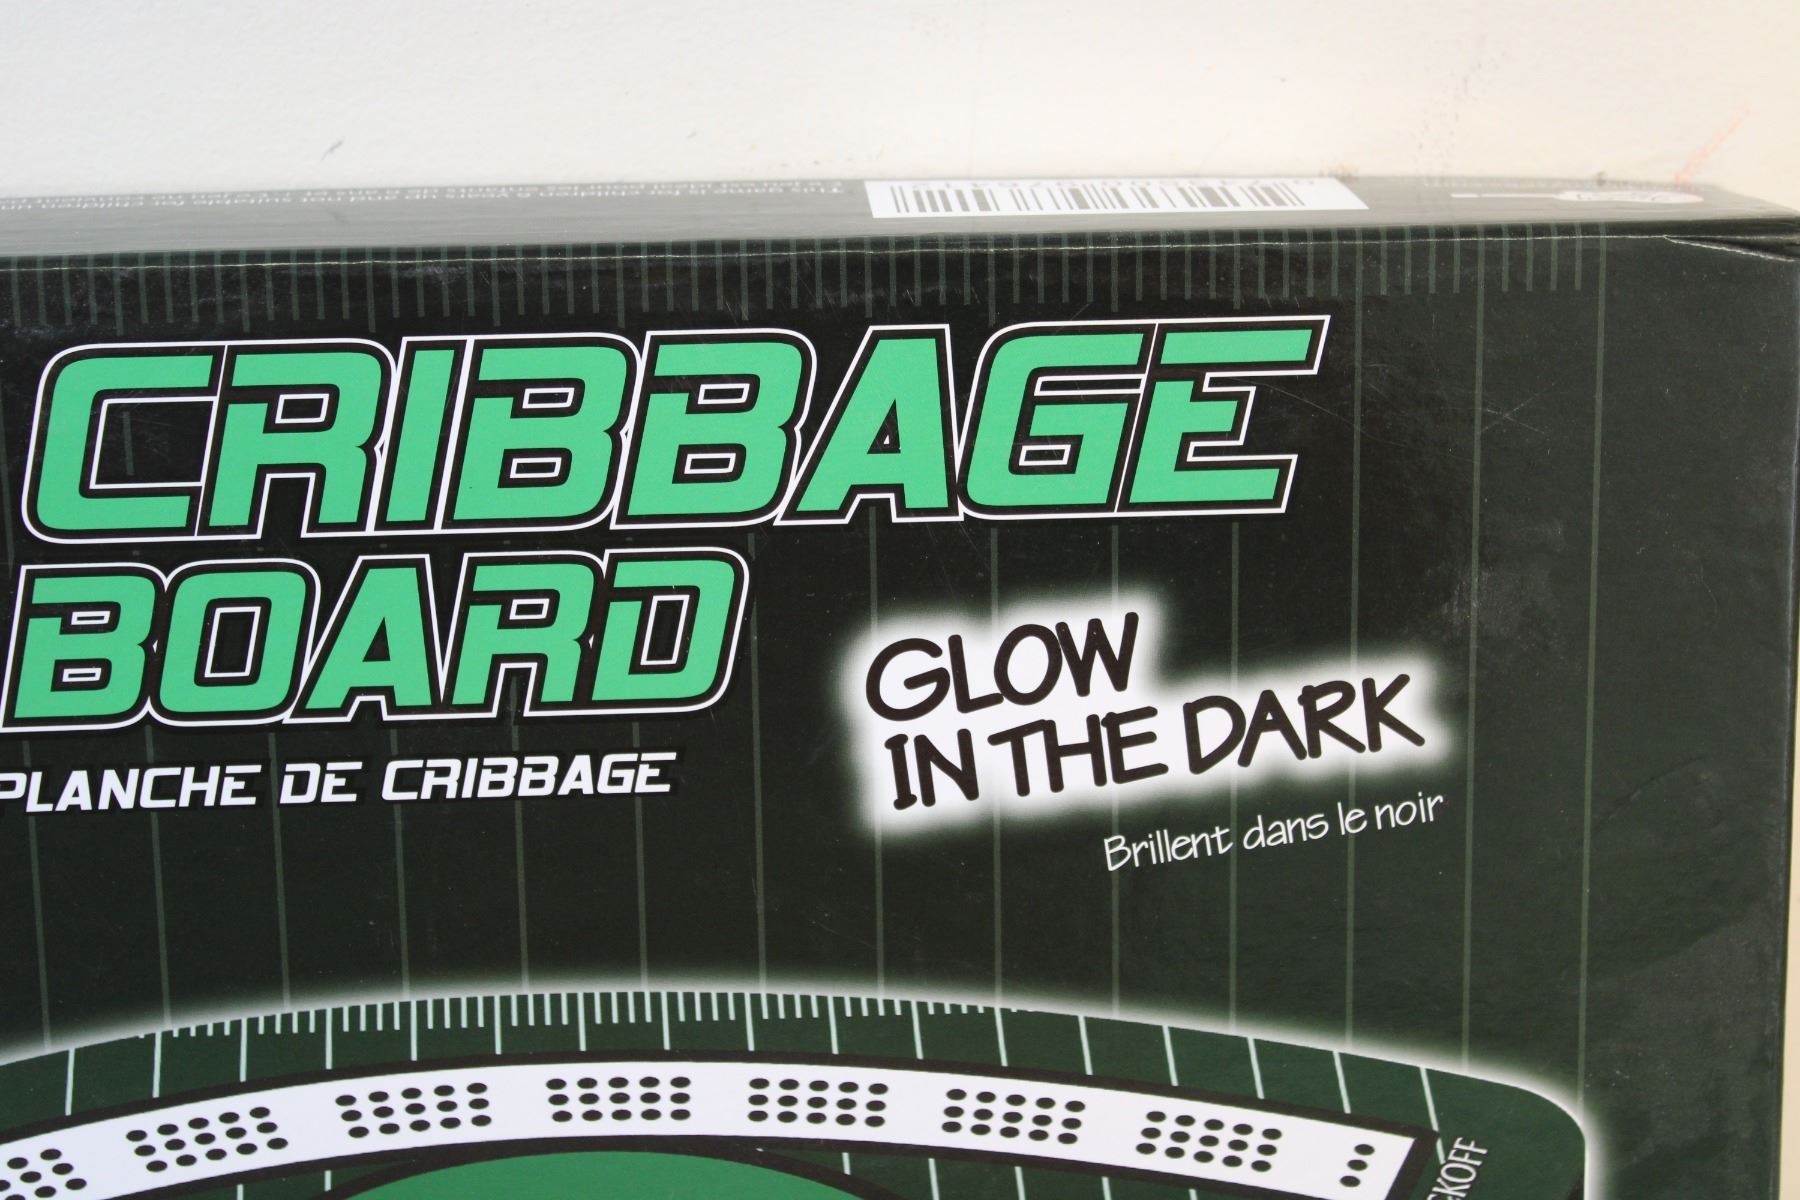 CRIBBAGE
BOARD
PLANCHE DE CRIBBAGE
GLOW
IN THE DARK
Brillent dans le noir